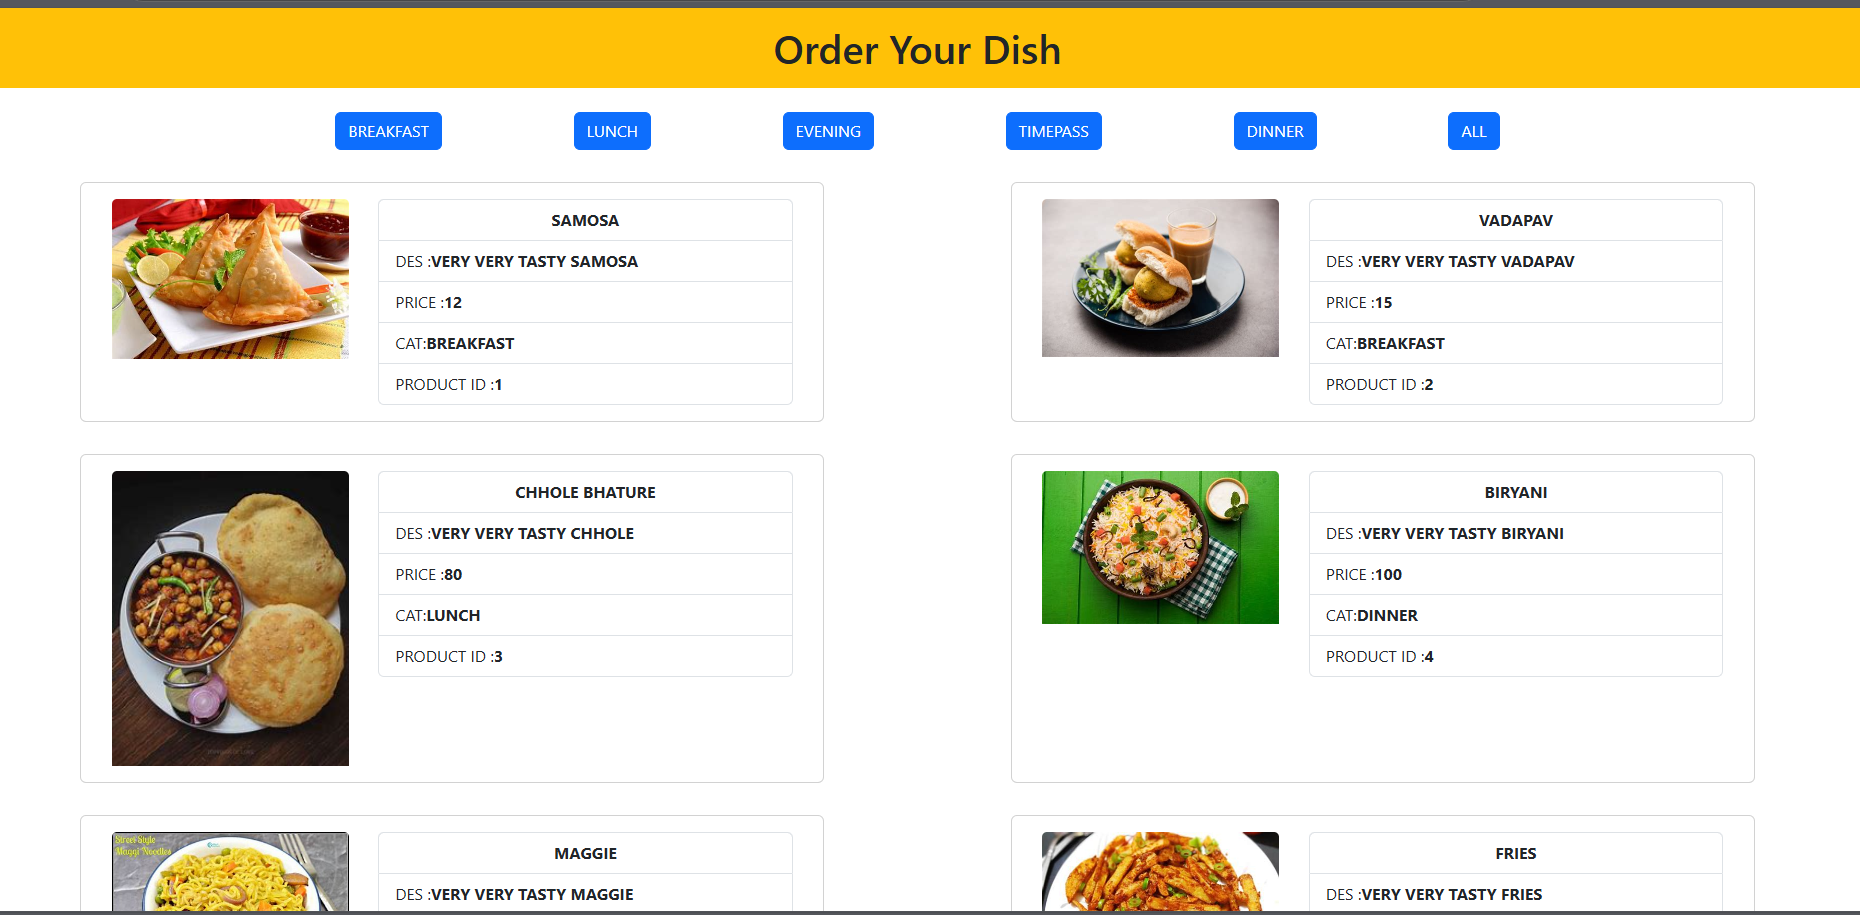 Order Your Dish
BREAKFAST
LUNCH
EVENING
TIMEPASS
DINNER
ALL
SAMOSA
DES :VERY VERY TASTY SAMOSA
PRICE :12
CAT:BREAKFAST
PRODUCT ID :1
VADAPAV
DES :VERY VERY TASTY VADAPAV
PRICE :15
CAT:BREAKFAST
PRODUCT ID :2
CHHOLE BHATURE
DES :VERY VERY TASTY CHHOLE
PRICE :80
CAT:LUNCH
PRODUCT ID :3
BIRYANI
DES :VERY VERY TASTY BIRYANI
PRICE :100
CAT:DINNER
PRODUCT ID :4
Street Style
Maggi Noodles
MAGGIE
DES :VERY VERY TASTY MAGGIE
FRIES
DES :VERY VERY TASTY FRIES